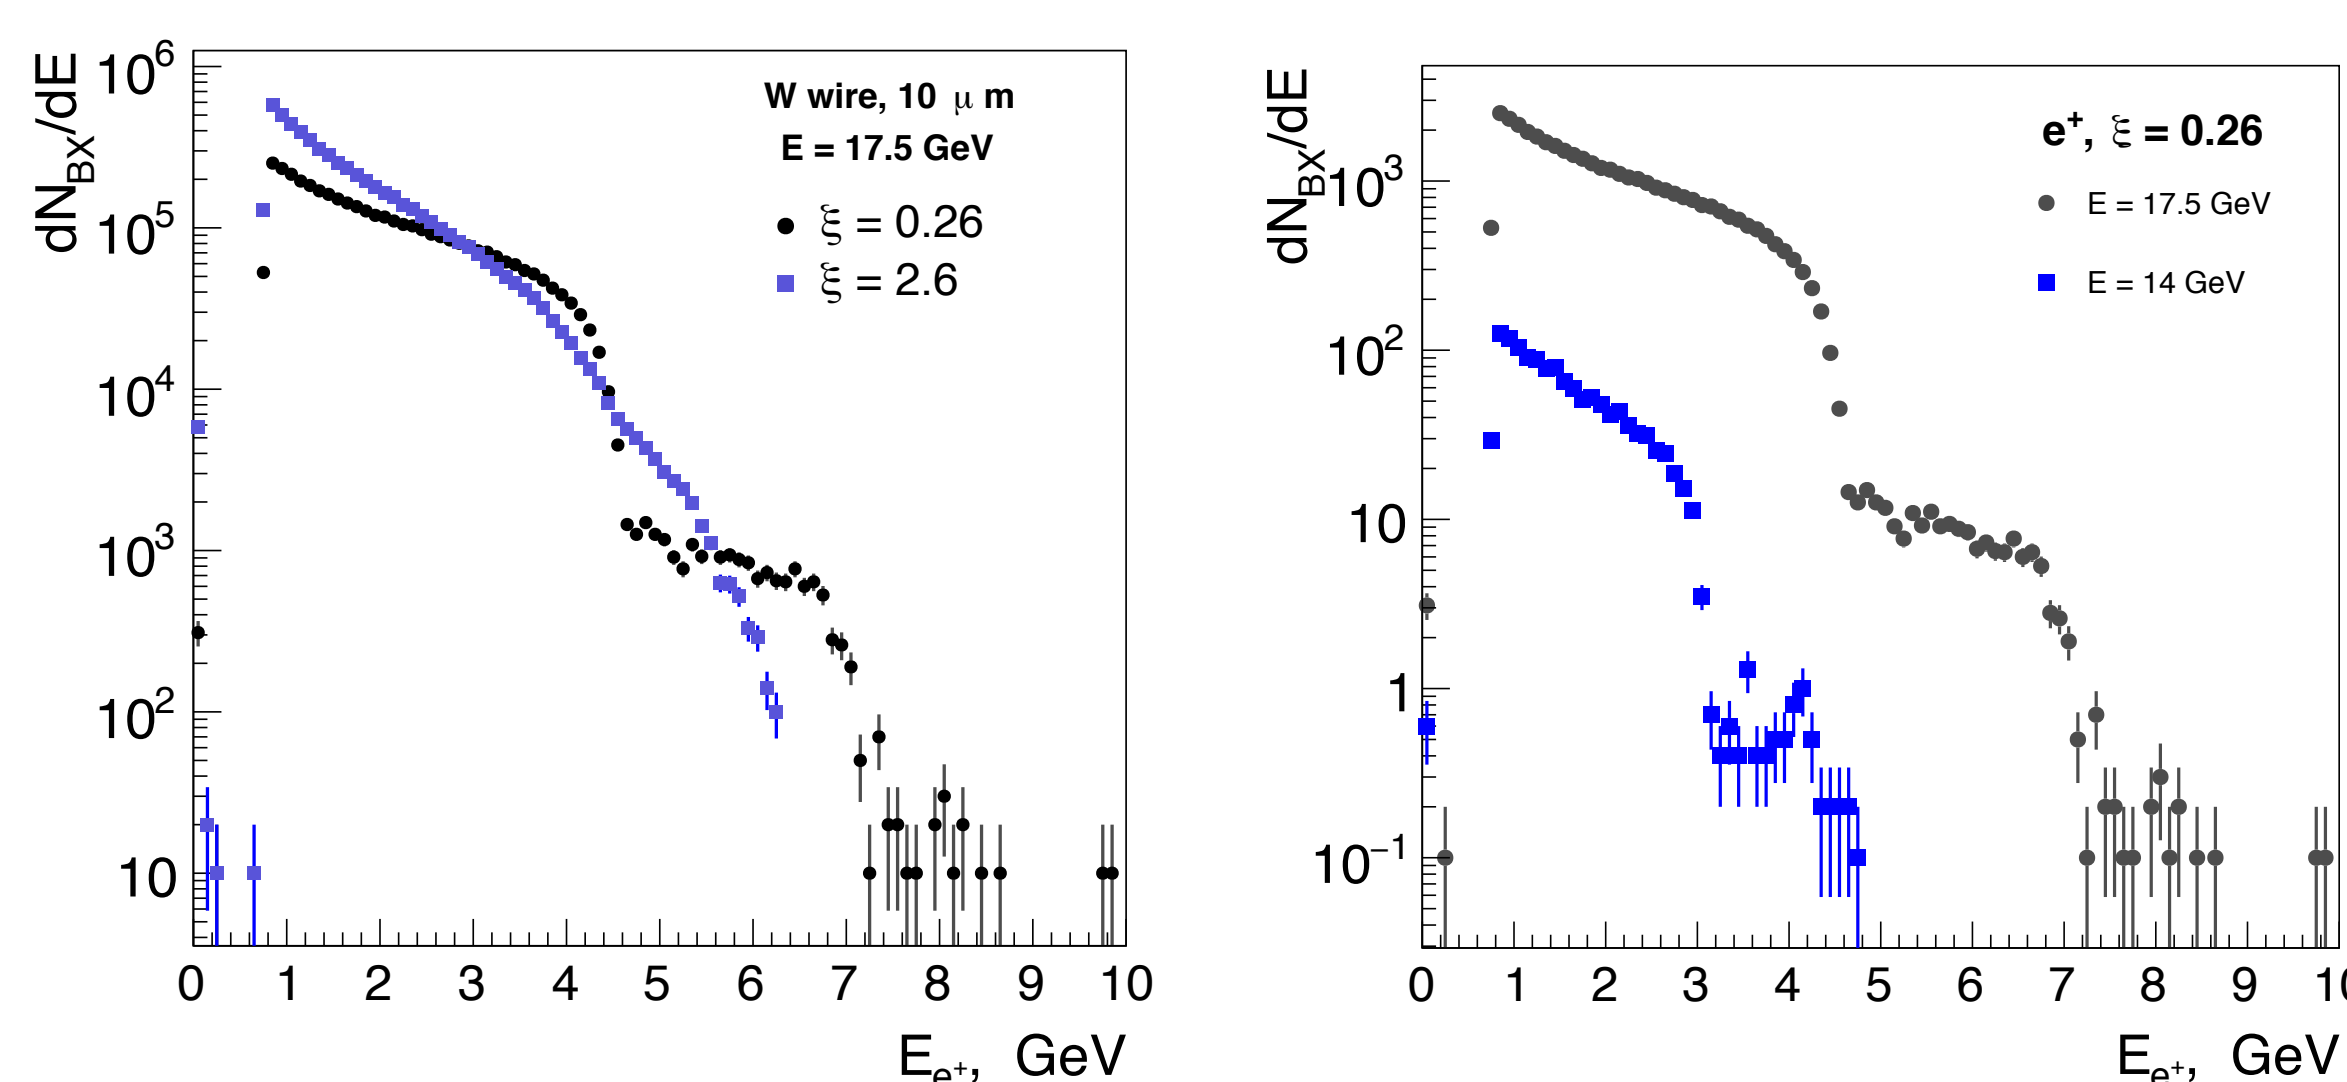 dN_BX/dE
10^6
10^5
10^4
10^3
10^2
10
W wire, 10 μ m
E = 17.5 GeV
ξ = 0.26
ξ = 2.6
0 1 2 3 4 5 6 7 8 9 10
E_e+, GeV
dN_BX/dE
10^3
10^2
10
1
10^−1
e+, ξ = 0.26
E = 17.5 GeV
E = 14 GeV
0 1 2 3 4 5 6 7 8 9
E_e+, GeV